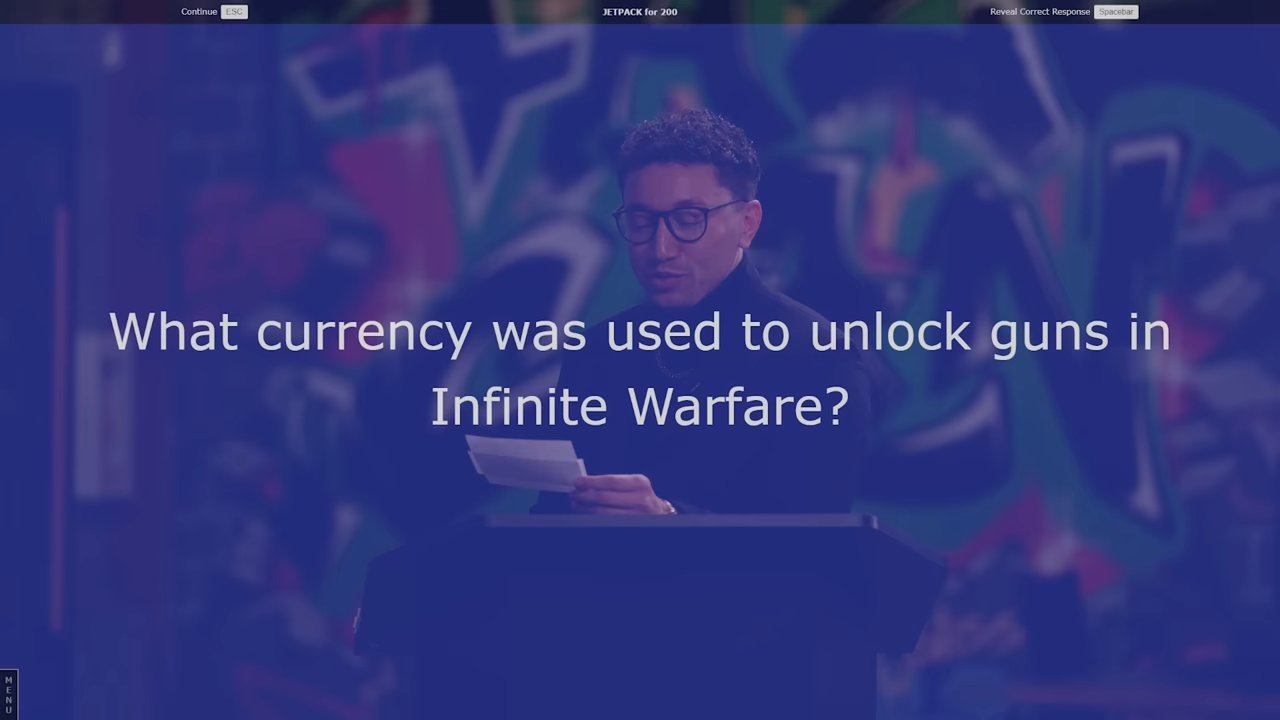 Continue ESC JETPACK for 200 Reveal Correct Response Spacebar
What currency was used to unlock guns in
Infinite Warfare?
MENU